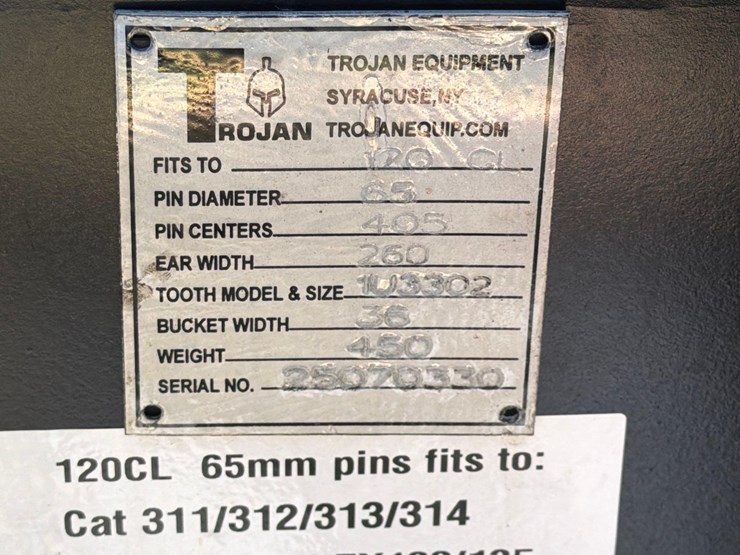 TROJAN
TROJAN EQUIPMENT
SYRACUSE, NY
TROJANEQUIP.COM
FITS TO 120 CL
PIN DIAMETER 65
PIN CENTERS 405
EAR WIDTH 260
TOOTH MODEL & SIZE 1U3302
BUCKET WIDTH 36
WEIGHT 450
SERIAL NO. 25070330
120CL 65mm pins fits to:
Cat 311/312/313/314